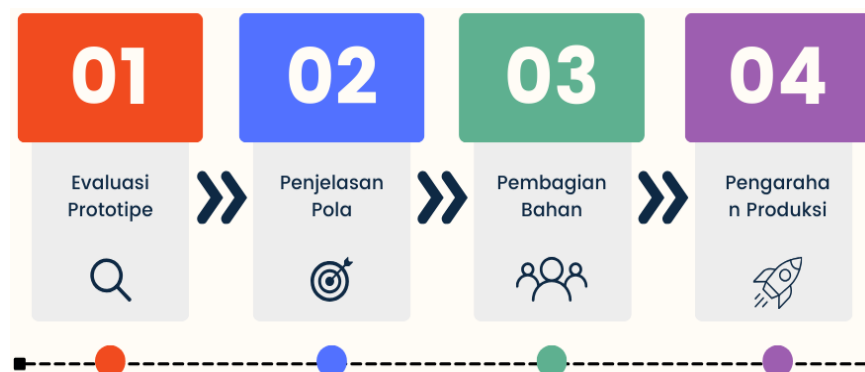 01
02
03
04
Evaluasi
Prototipe
Penjelasan
Pola
Pembagian
Bahan
Pengaraha
n Produksi